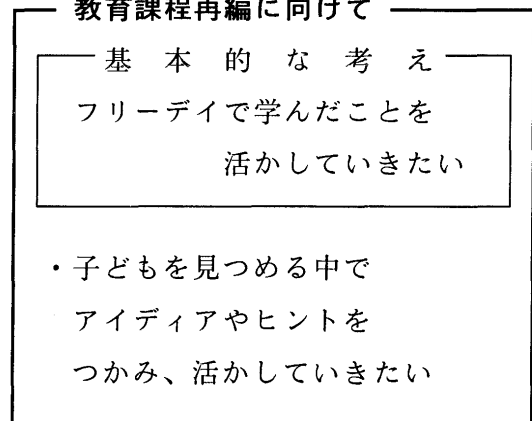 教育課程再編に向けて
基本的な考え
フリーデイで学んだことを
活かしていきたい
・子どもを見つめる中で
アイディアやヒントを
つかみ、活かしていきたい